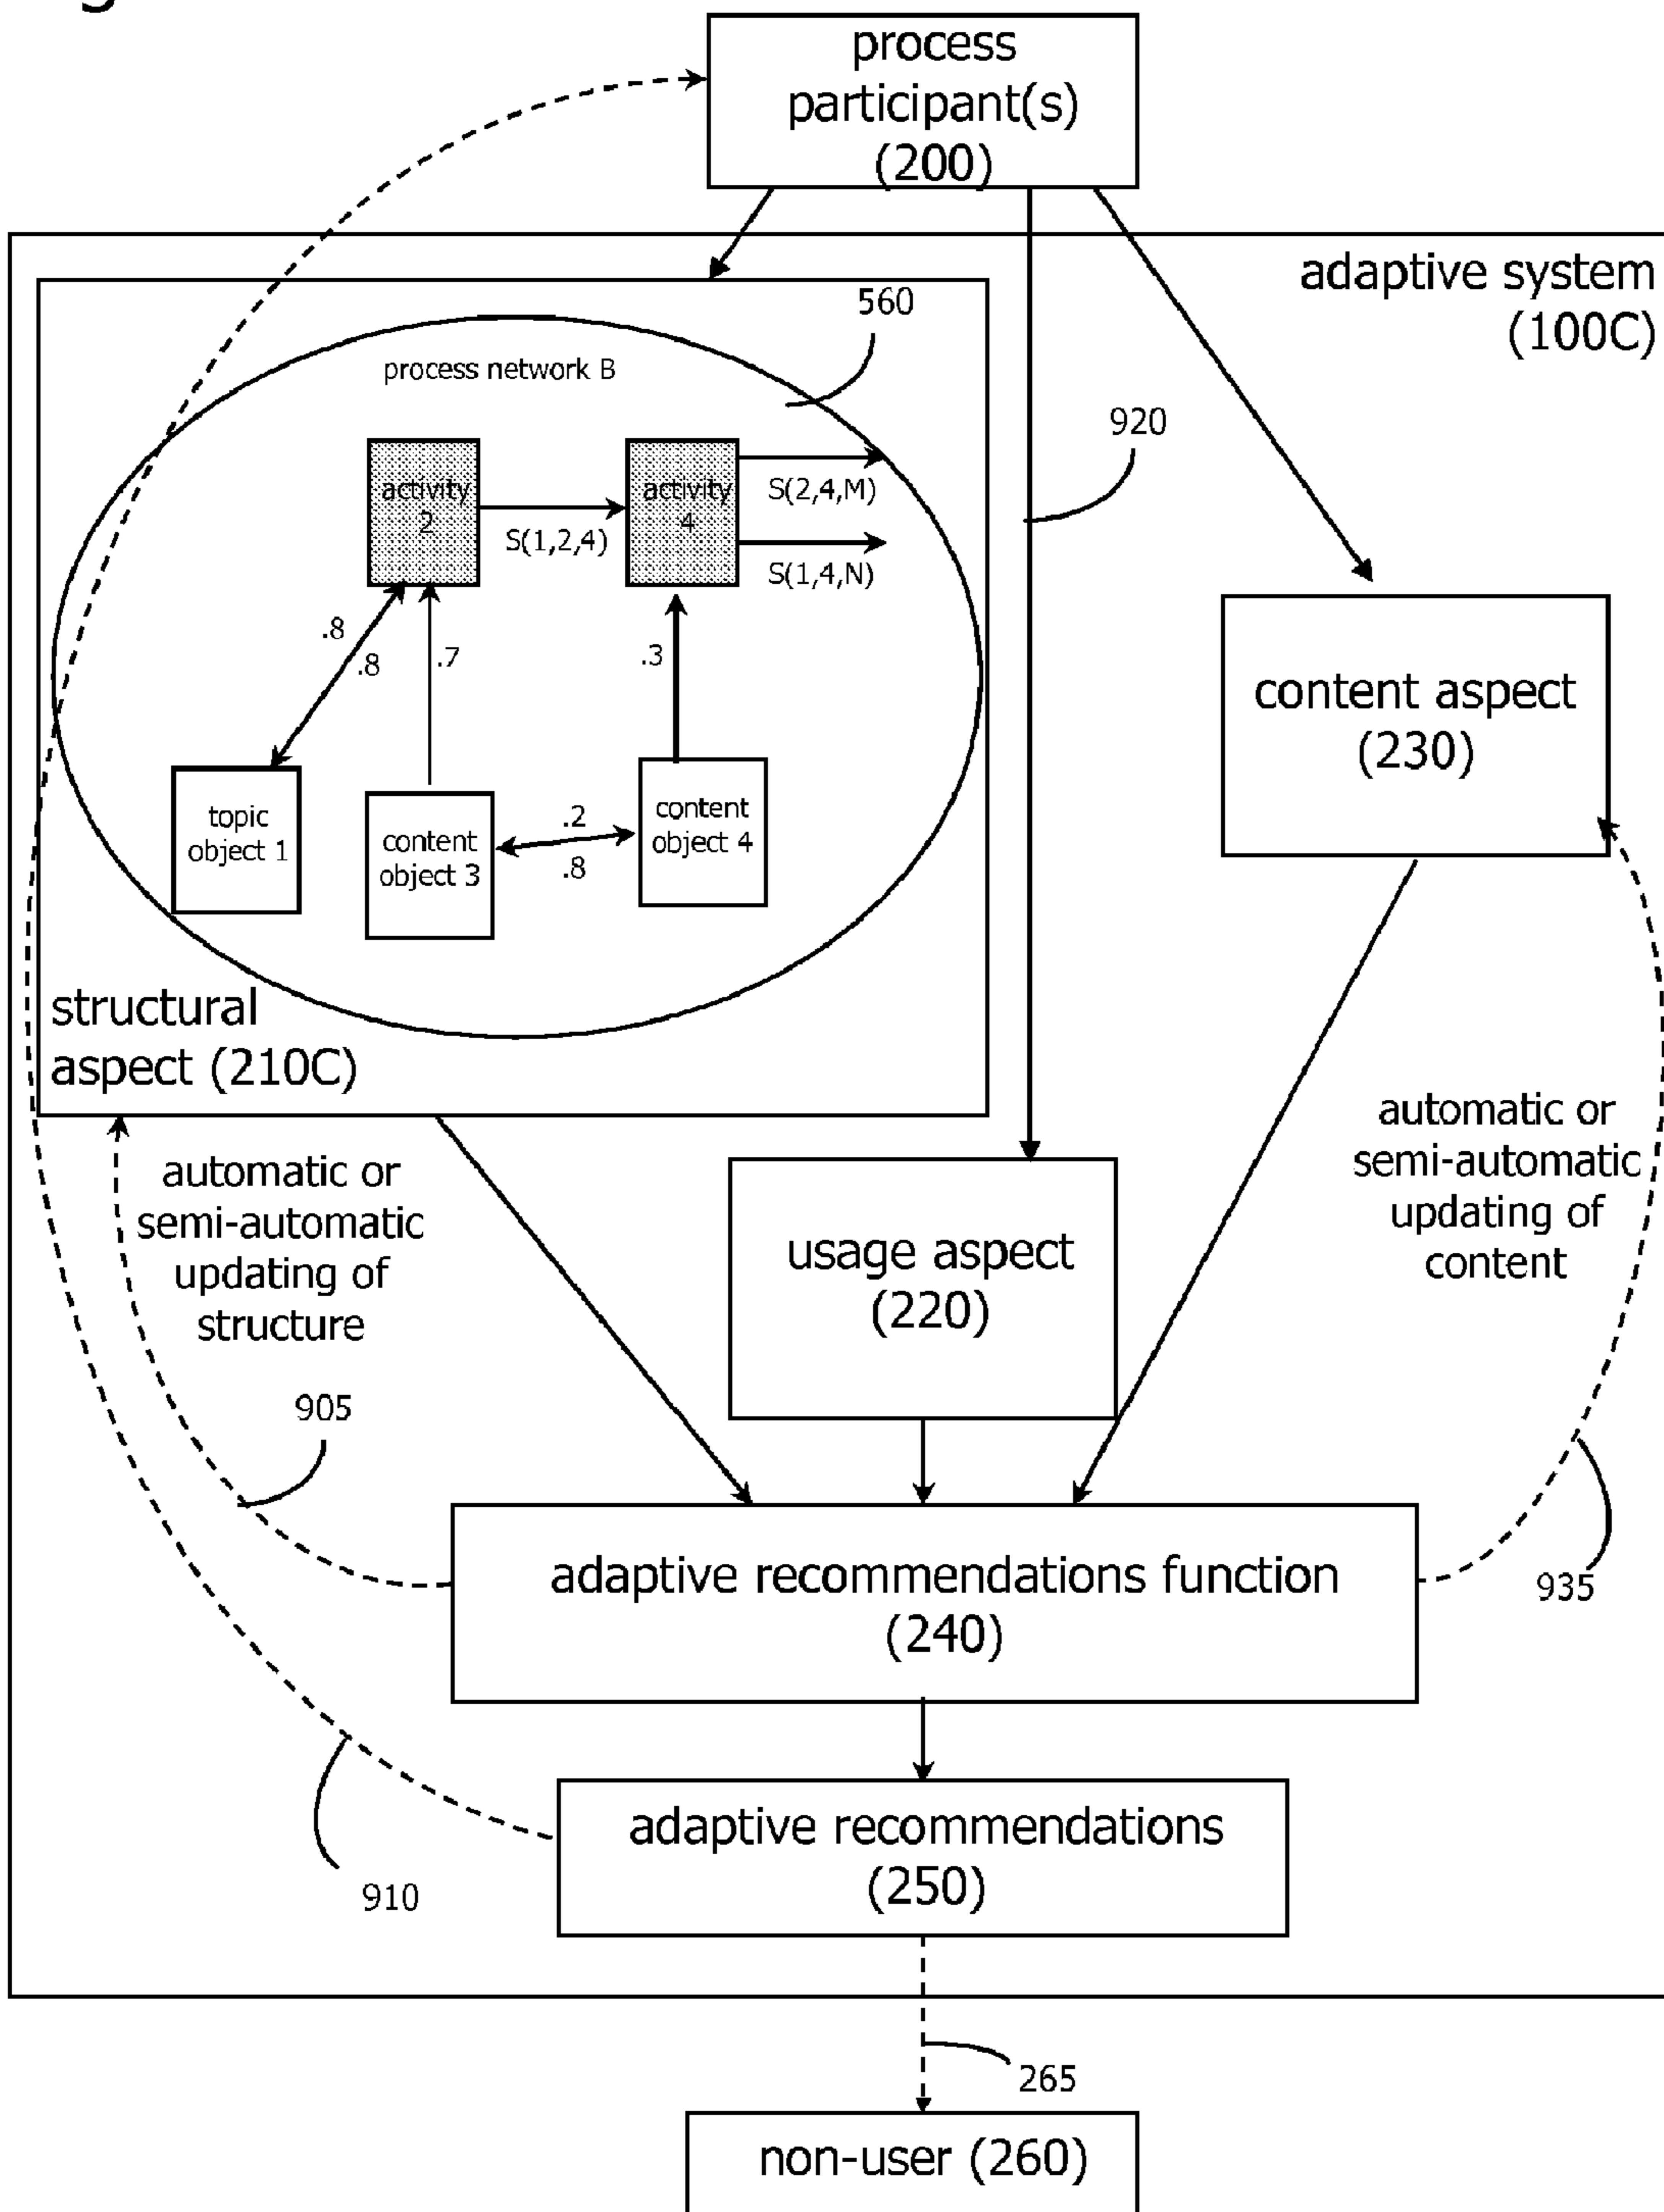 process
participant(s)
(200)
adaptive system
(100C)
560
process network B
920
activity
2
activity
4
S(2,4,M)
S(1,2,4)
S(1,4,N)
.8
.8
.7
.3
content aspect
(230)
topic
object 1
content
object 3
.2
.8
content
object 4
structural
aspect (210C)
automatic or
semi-automatic
updating of
structure
automatic or
semi-automatic
updating of
content
usage aspect
(220)
905
adaptive recommendations function
(240)
935
adaptive recommendations
(250)
910
265
non-user (260)